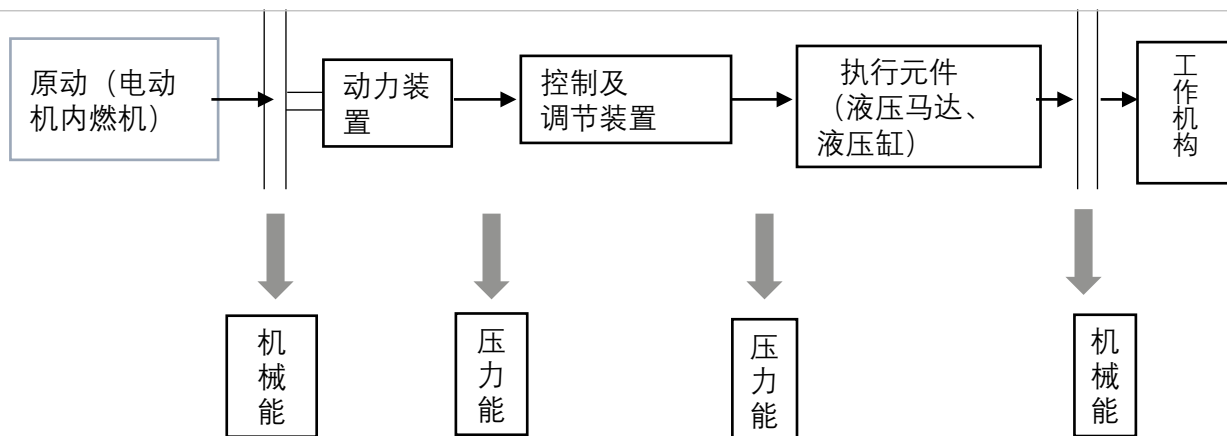 原动（电动
机内燃机）
动力装
置
控制及
调节装置
执行元件
（液压马达、
液压缸）
工
作
机
构
机
械
能
压
力
能
压
力
能
机
械
能